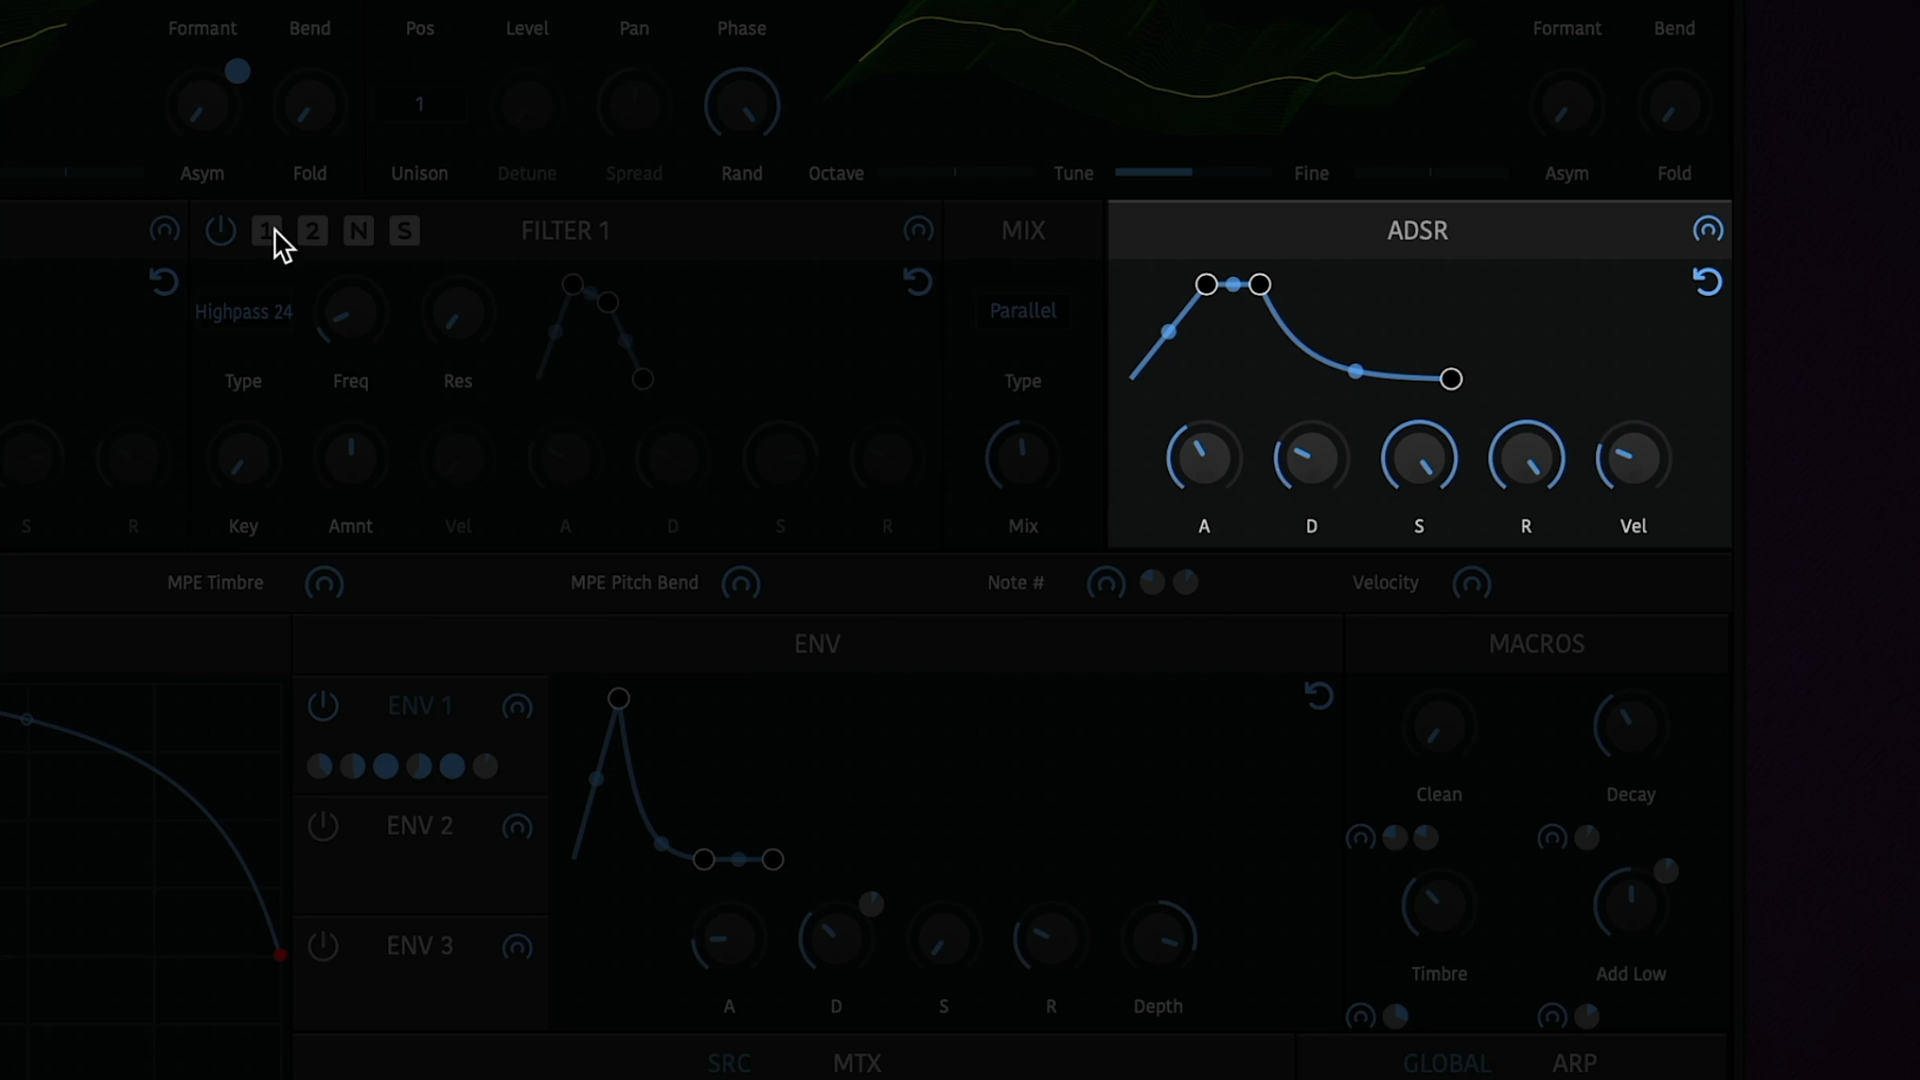 Formant Bend Pos Level Pan Phase Formant Bend
1
Asym Fold Unison Detune Spread Rand Octave Tune Fine Asym Fold
1 2 N S FILTER 1 MIX ADSR
Highpass 24 Parallel
Type Freq Res Type
S R Key Amnt Vel A D S R Mix A D S R Vel
MPE Timbre MPE Pitch Bend Note # Velocity
ENV MACROS
ENV 1
Clean Decay
ENV 2
ENV 3
Timbre Add Low
A D S R Depth
SRC MTX GLOBAL ARP